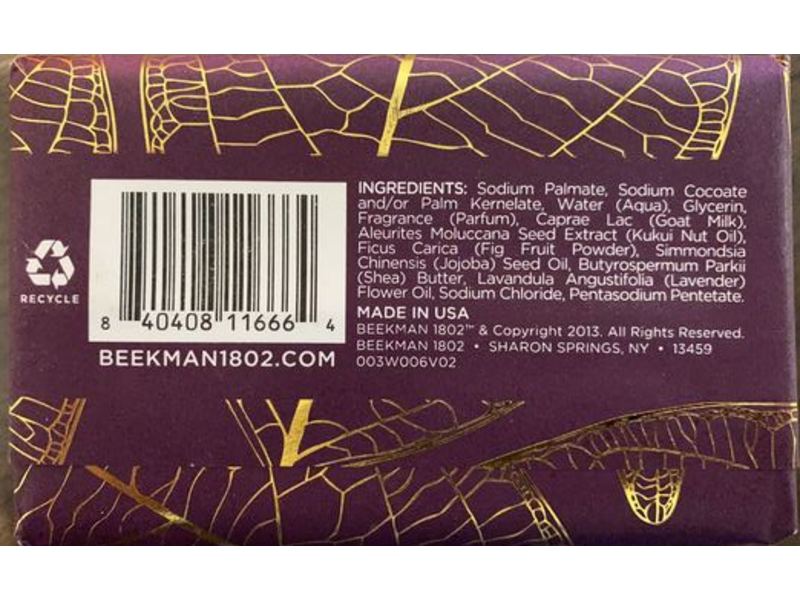 INGREDIENTS: Sodium Palmate, Sodium Cocoate
and/or Palm Kernelate, Water (Aqua), Glycerin,
Fragrance (Parfum), Caprae Lac (Goat Milk),
Aleurites Moluccana Seed Extract (Kukui Nut Oil),
Ficus Carica (Fig Fruit Powder), Simmondsia
Chinensis (Jojoba) Seed Oil, Butyrospermum Parkii
(Shea) Butter, Lavandula Angustifolia (Lavender)
Flower Oil, Sodium Chloride, Pentasodium Pentetate.
MADE IN USA
BEEKMAN 1802™ & Copyright 2013. All Rights Reserved.
BEEKMAN 1802 • SHARON SPRINGS, NY • 13459
003W006V02
RECYCLE
8 40408 11666 4
BEEKMAN1802.COM